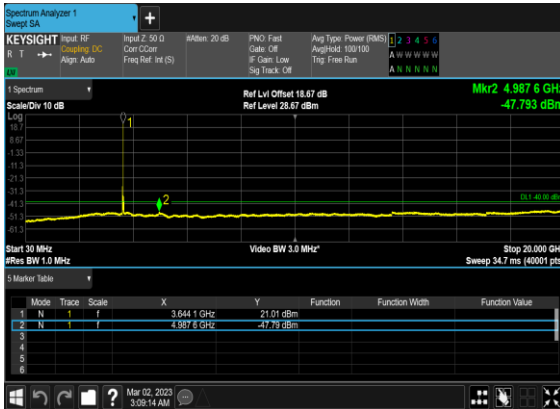 Spectrum Analyzer 1
Swept SA
+
KEYSIGHT Input: RF Input Z: 50 Ω #Atten: 20 dB PNO: Fast Avg Type: Power (RMS) 1 2 3 4 5 6
R T Coupling: DC Corr CCorr Gate: Off Avg|Hold: 100/100 A W W W W W
Align: Auto Freq Ref: Int (S) IF Gain: Low Trig: Free Run
Sig Track: Off A N N N N N
1 Spectrum Ref Lvl Offset 18.67 dB Mkr2 4.987 6 GHz
Scale/Div 10 dB Ref Level 28.67 dBm -47.793 dBm
Log
18.7
8.67
-1.33
-11.3
-21.3
-31.3
-41.3
-51.3
-61.3
1
2
DL1 -40.00 dBm
Start 30 MHz Video BW 3.0 MHz* Stop 20.000 GHz
#Res BW 1.0 MHz Sweep 34.7 ms (40001 pts)
5 Marker Table
Mode Trace Scale X Y Function Function Width Function Value
1 N 1 f 3.644 1 GHz 21.01 dBm
2 N 1 f 4.987 6 GHz -47.79 dBm
3
4
5
6
? Mar 02, 2023
3:09:14 AM